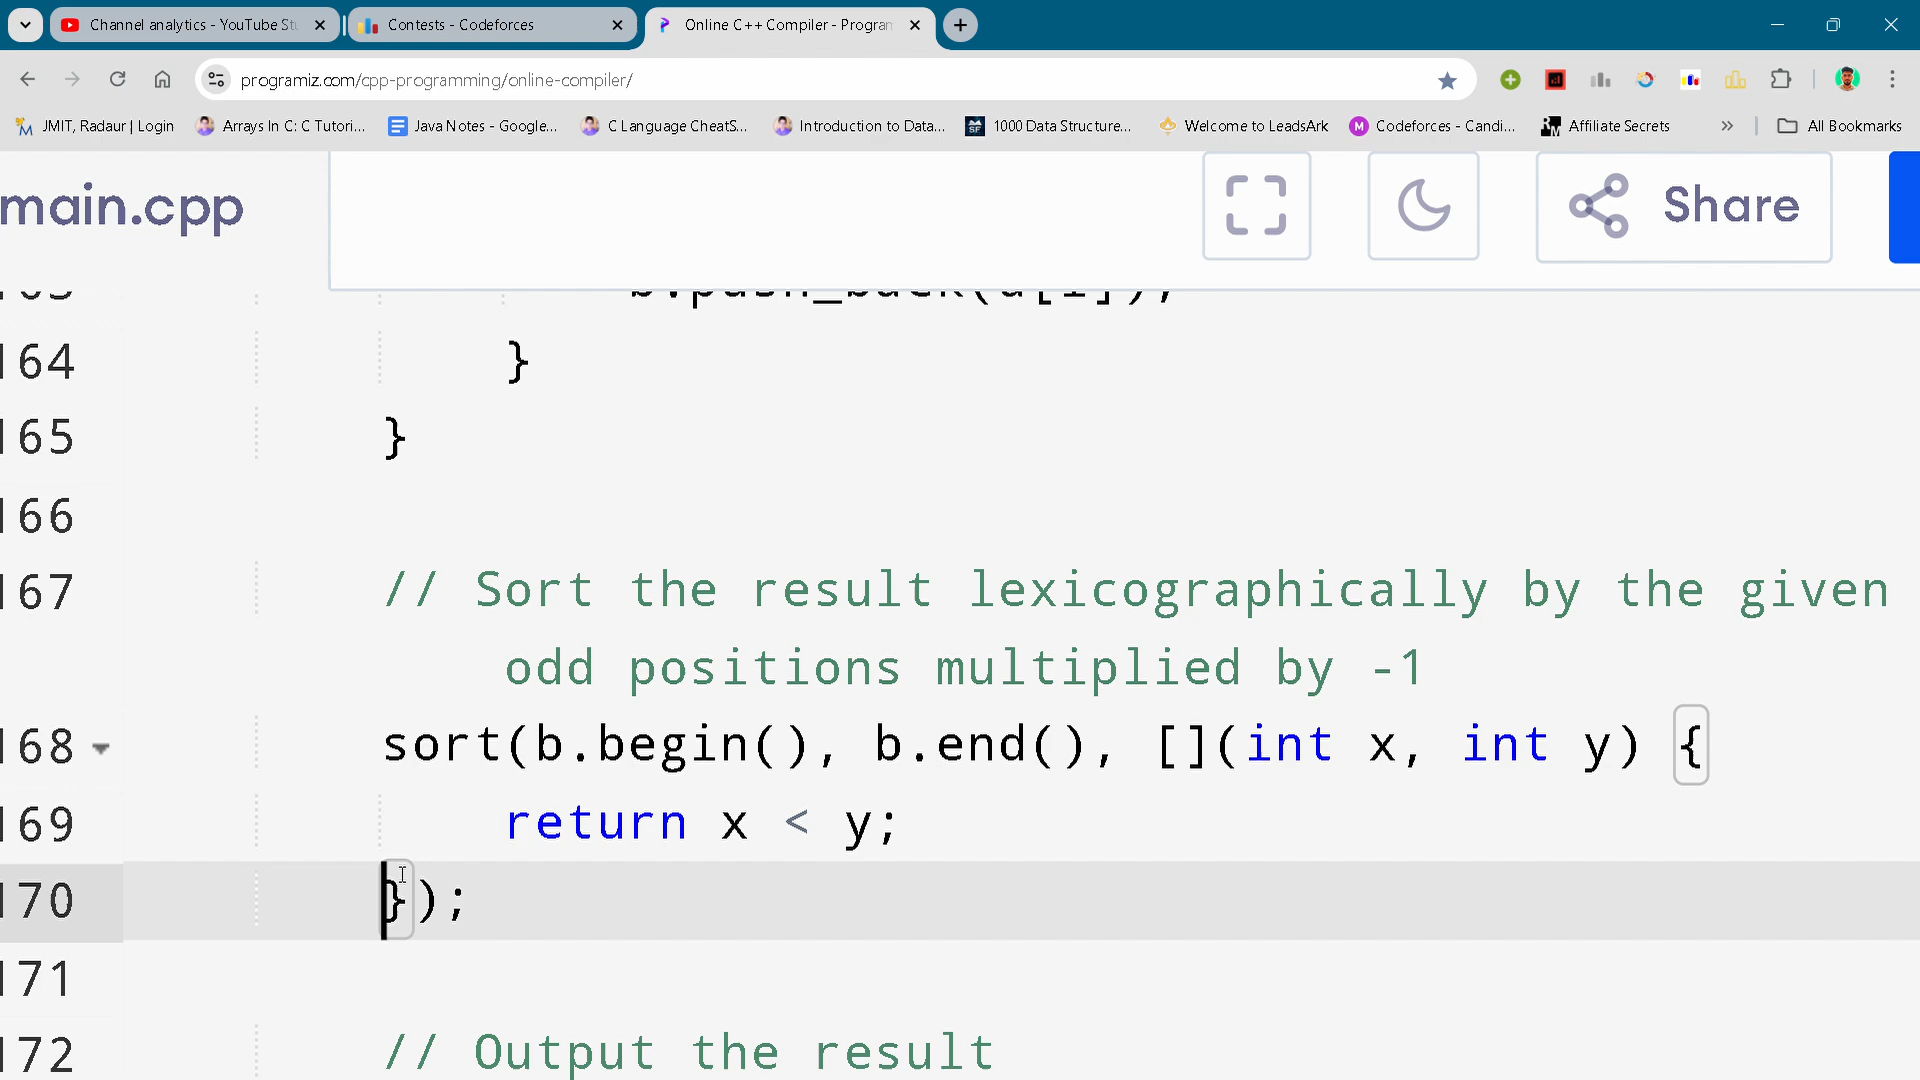 Channel analytics - YouTube St
Contests - Codeforces
Online C++ Compiler - Program
programiz.com/cpp-programming/online-compiler/
JMIT, Radaur | Login
Arrays In C: C Tutori...
Java Notes - Google...
C Language CheatS...
Introduction to Data...
1000 Data Structure...
Welcome to LeadsArk
Codeforces - Candi...
Affiliate Secrets
All Bookmarks
main.cpp
Share
b.push_back(a[i]);
164 }
165 }
166
167 // Sort the result lexicographically by the given
odd positions multiplied by -1
168 sort(b.begin(), b.end(), [](int x, int y) {
169 return x < y;
170 });
171
172 // Output the result